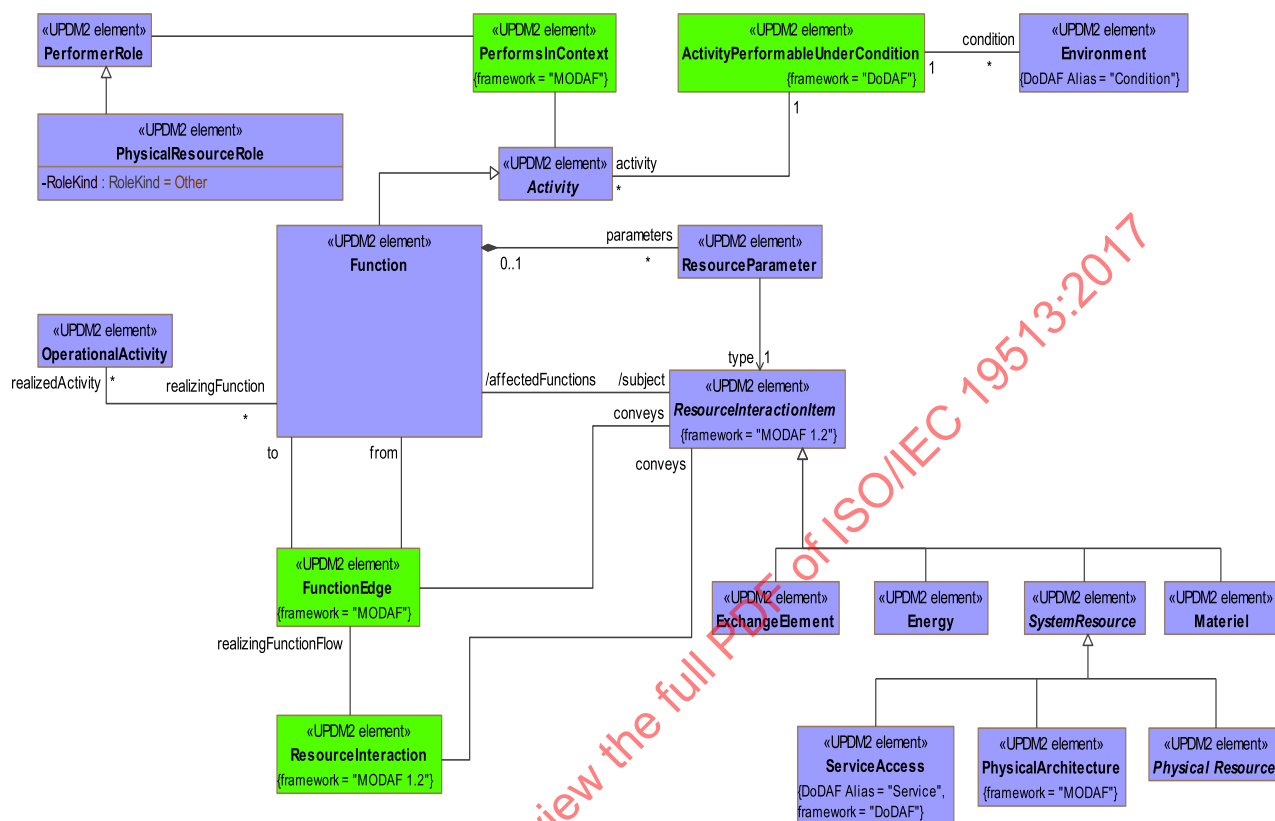 «UPDM2 element»
PerformerRole
«UPDM2 element»
PerformsInContext
{framework = "MODAF"}
«UPDM2 element»
ActivityPerformableUnderCondition
{framework = "DoDAF"}
condition
1
*
«UPDM2 element»
Environment
{DoDAF Alias = "Condition"}
1
«UPDM2 element»
PhysicalResourceRole
-RoleKind : RoleKind = Other
«UPDM2 element»
Activity
activity
*
«UPDM2 element»
Function
parameters
0..1
*
«UPDM2 element»
ResourceParameter
«UPDM2 element»
OperationalActivity
realizedActivity
*
realizingFunction
*
type
1
/affectedFunctions
/subject
«UPDM2 element»
ResourceInteractionItem
{framework = "MODAF 1.2"}
conveys
conveys
to
from
«UPDM2 element»
FunctionEdge
{framework = "MODAF"}
«UPDM2 element»
ExchangeElement
«UPDM2 element»
Energy
«UPDM2 element»
SystemResource
«UPDM2 element»
Materiel
realizingFunctionFlow
«UPDM2 element»
ResourceInteraction
{framework = "MODAF 1.2"}
«UPDM2 element»
ServiceAccess
{DoDAF Alias = "Service",
framework = "DoDAF"}
«UPDM2 element»
PhysicalArchitecture
{framework = "MODAF"}
«UPDM2 element»
Physical Resource
view the full PDF of ISO/IEC 19513:2017